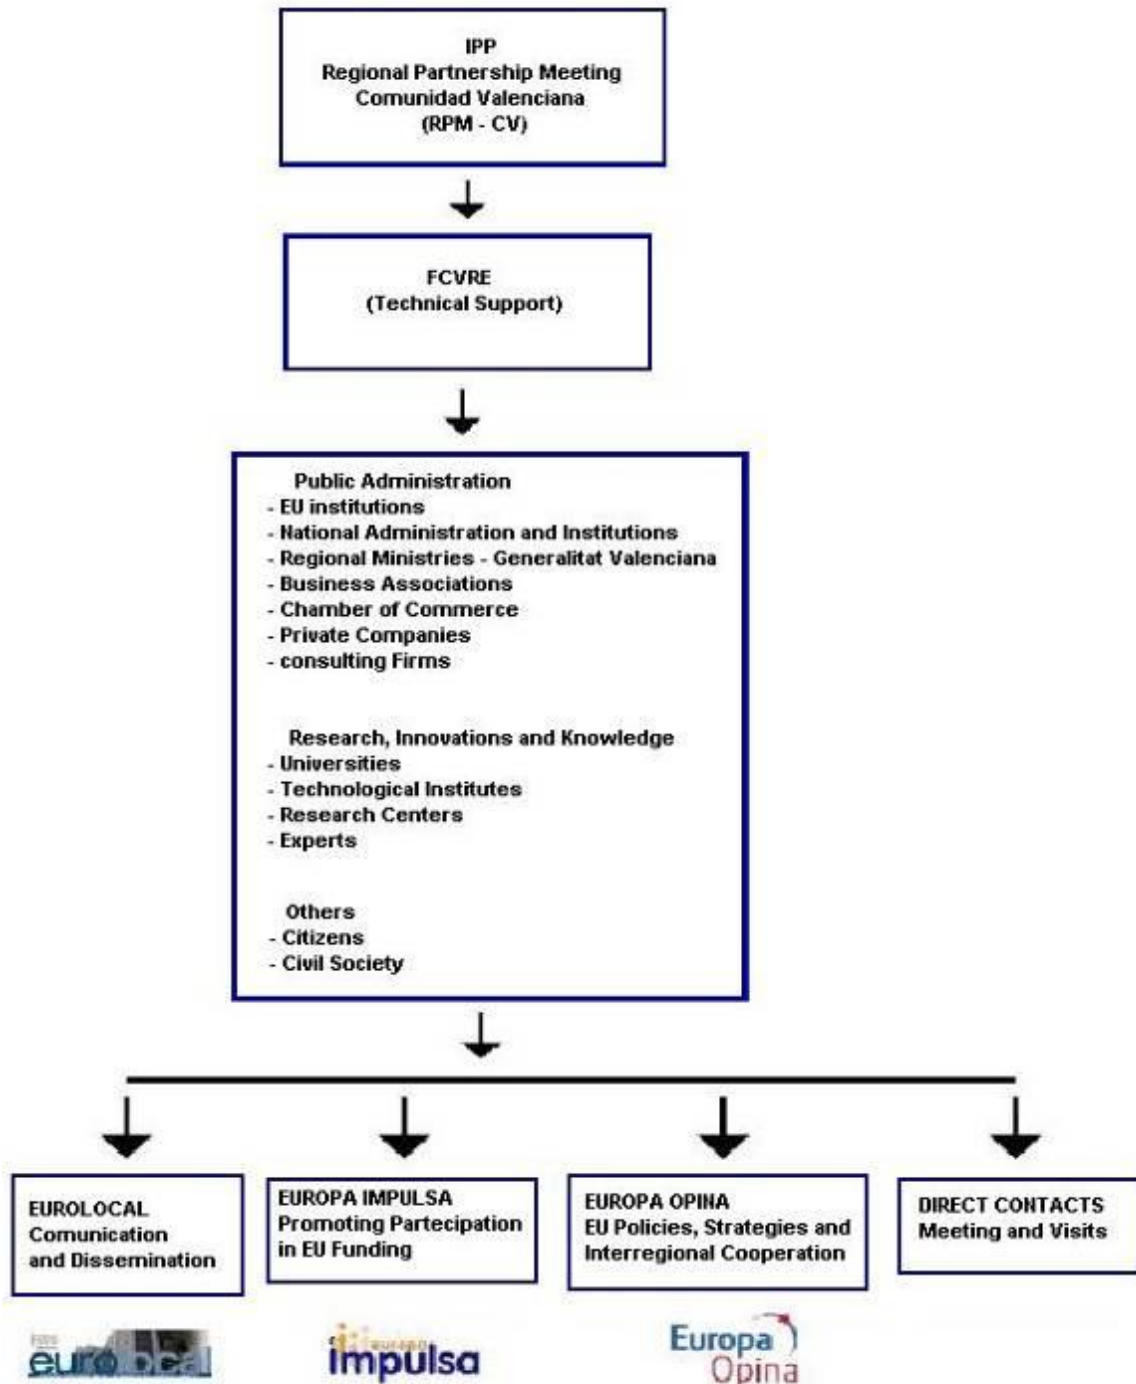 IPP
Regional Partnership Meeting
Comunidad Valenciana
(RPM - CV)
FCVRE
(Technical Support)
Public Administration
- EU institutions
- National Administration and Institutions
- Regional Ministries - Generalitat Valenciana
- Business Associations
- Chamber of Commerce
- Private Companies
- consulting Firms
Research, Innovations and Knowledge
- Universities
- Technological Institutes
- Research Centers
- Experts
Others
- Citizens
- Civil Society
EUROLOCAL
Comunication
and Dissemination
EUROPA IMPULSA
Promoting Partecipation
in EU Funding
EUROPA OPINA
EU Policies, Strategies and
Interregional Cooperation
DIRECT CONTACTS
Meeting and Visits
eurolocal
europa
impulsa
Europa
Opina